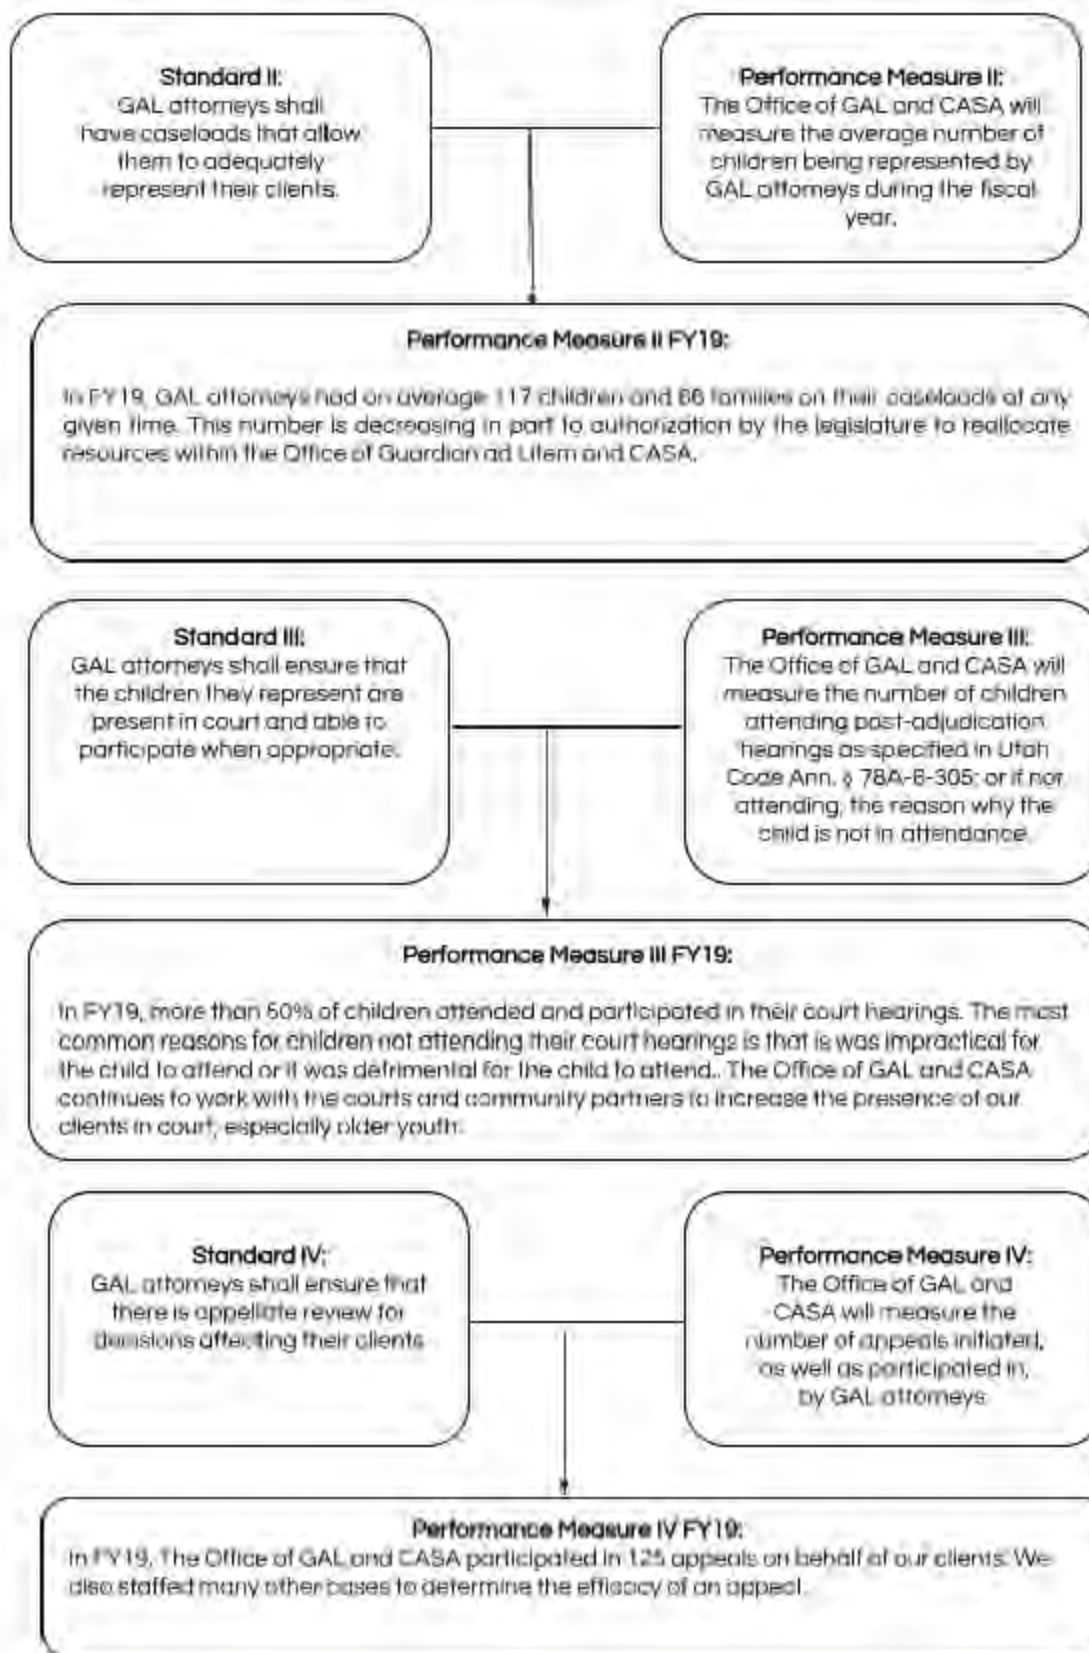 Standard II:
GAL attorneys shall
have caseloads that allow
them to adequately
represent their clients.
Performance Measure II:
The Office of GAL and CASA will
measure the average number of
children being represented by
GAL attorneys during the fiscal
year.
Performance Measure II FY19:
In FY19, GAL attorneys had on average 117 children and families on their caseloads at any
given time. This number is decreasing in part to authorization by the legislature to reallocate
resources within the Office of Guardian ad Litem and CASA.
Standard III:
GAL attorneys shall ensure that
the children they represent are
present in court and able to
participate when appropriate.
Performance Measure III:
The Office of GAL and CASA will
measure the number of children
attending post-adjudication
hearings as specified in Utah
Code Ann. § 78A-6-305; or if not
attending, the reason why the
child is not in attendance.
Performance Measure III FY19:
In FY19, more than 50% of children attended and participated in their court hearings. The most
common reasons for children not attending their court hearings is that is was impractical for
the child to attend or it was detrimental for the child to attend.. The Office of GAL and CASA
continues to work with the courts and community partners to increase the presence of our
clients in court, especially older youth.
Standard IV:
GAL attorneys shall ensure that
there is appellate review for
decisions affecting their clients
Performance Measure IV:
The Office of GAL and
CASA will measure the
number of appeals initiated,
as well as participated in,
by GAL attorneys
Performance Measure IV FY19:
In FY19, The Office of GAL and CASA participated in 125 appeals on behalf of our clients. We
also staffed many other cases to determine the efficacy of an appeal.